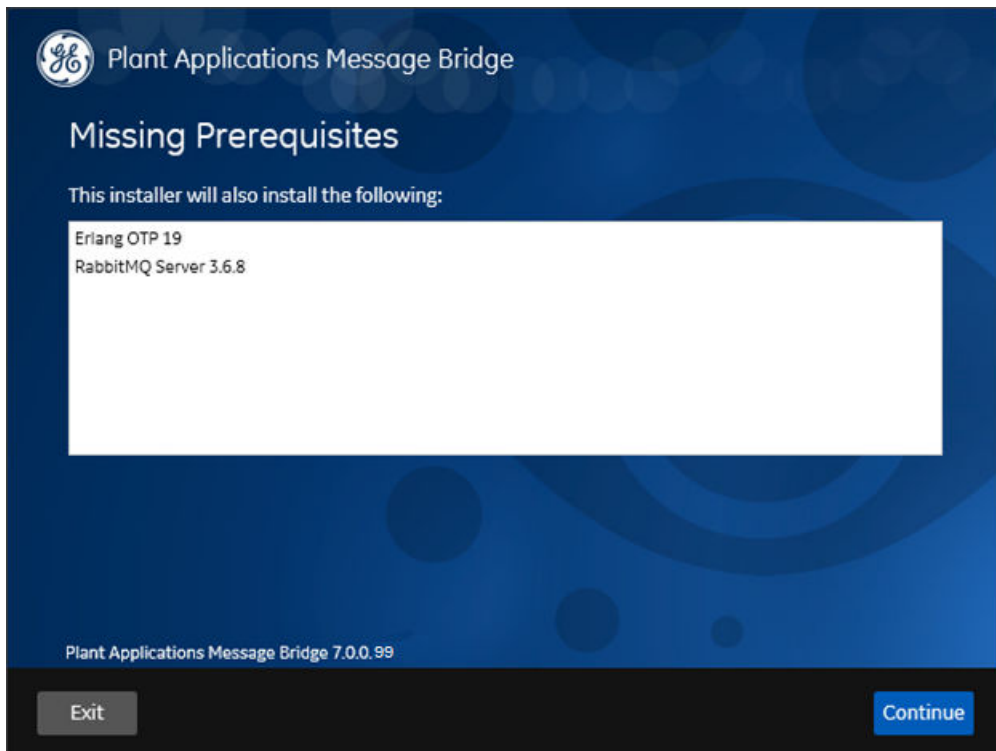 Plant Applications Message Bridge
Missing Prerequisites
This installer will also install the following:
Erlang OTP 19
RabbitMQ Server 3.6.8
Plant Applications Message Bridge 7.0.0.99
Exit
Continue